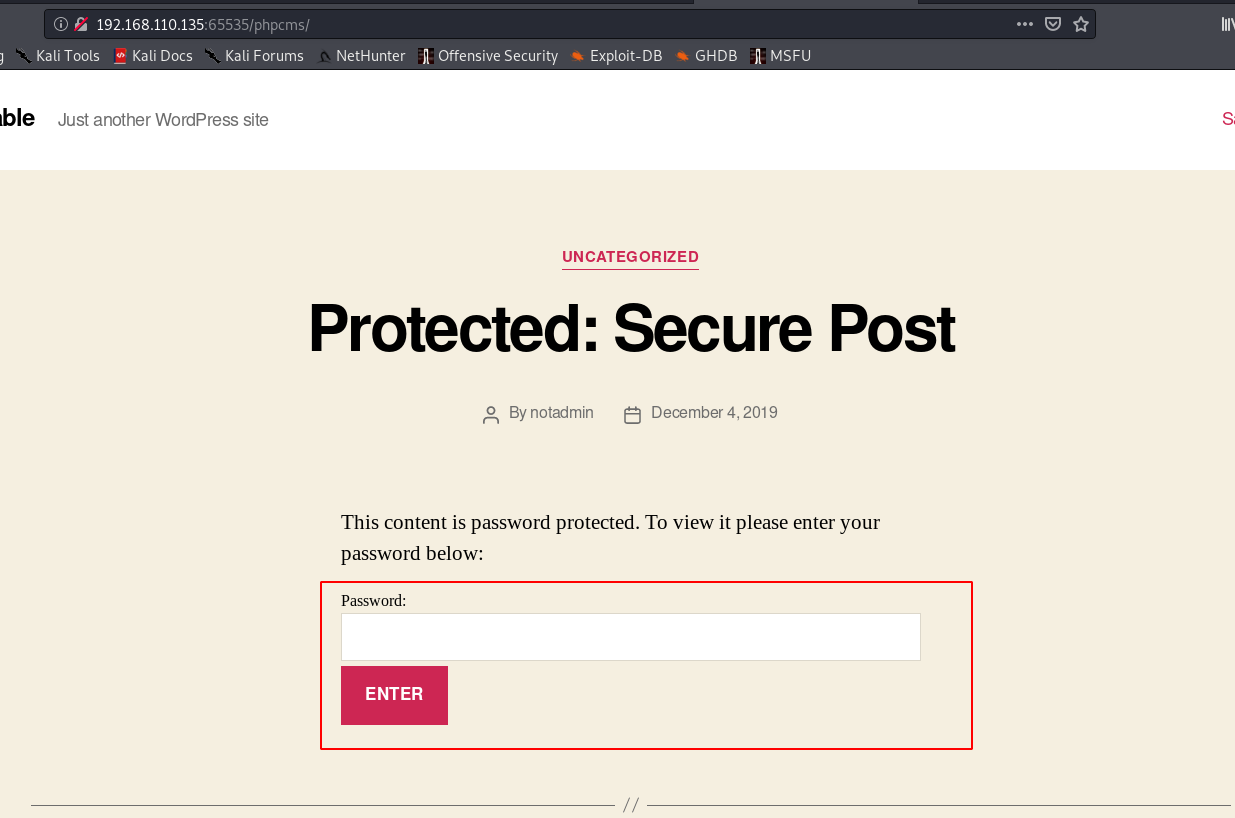 192.168.110.135:65535/phpcms/
g Kali Tools Kali Docs Kali Forums NetHunter Offensive Security Exploit-DB GHDB MSFU
able Just another WordPress site Sa
UNCATEGORIZED
Protected: Secure Post
By notadmin December 4, 2019
This content is password protected. To view it please enter your
password below:
Password:
ENTER
//